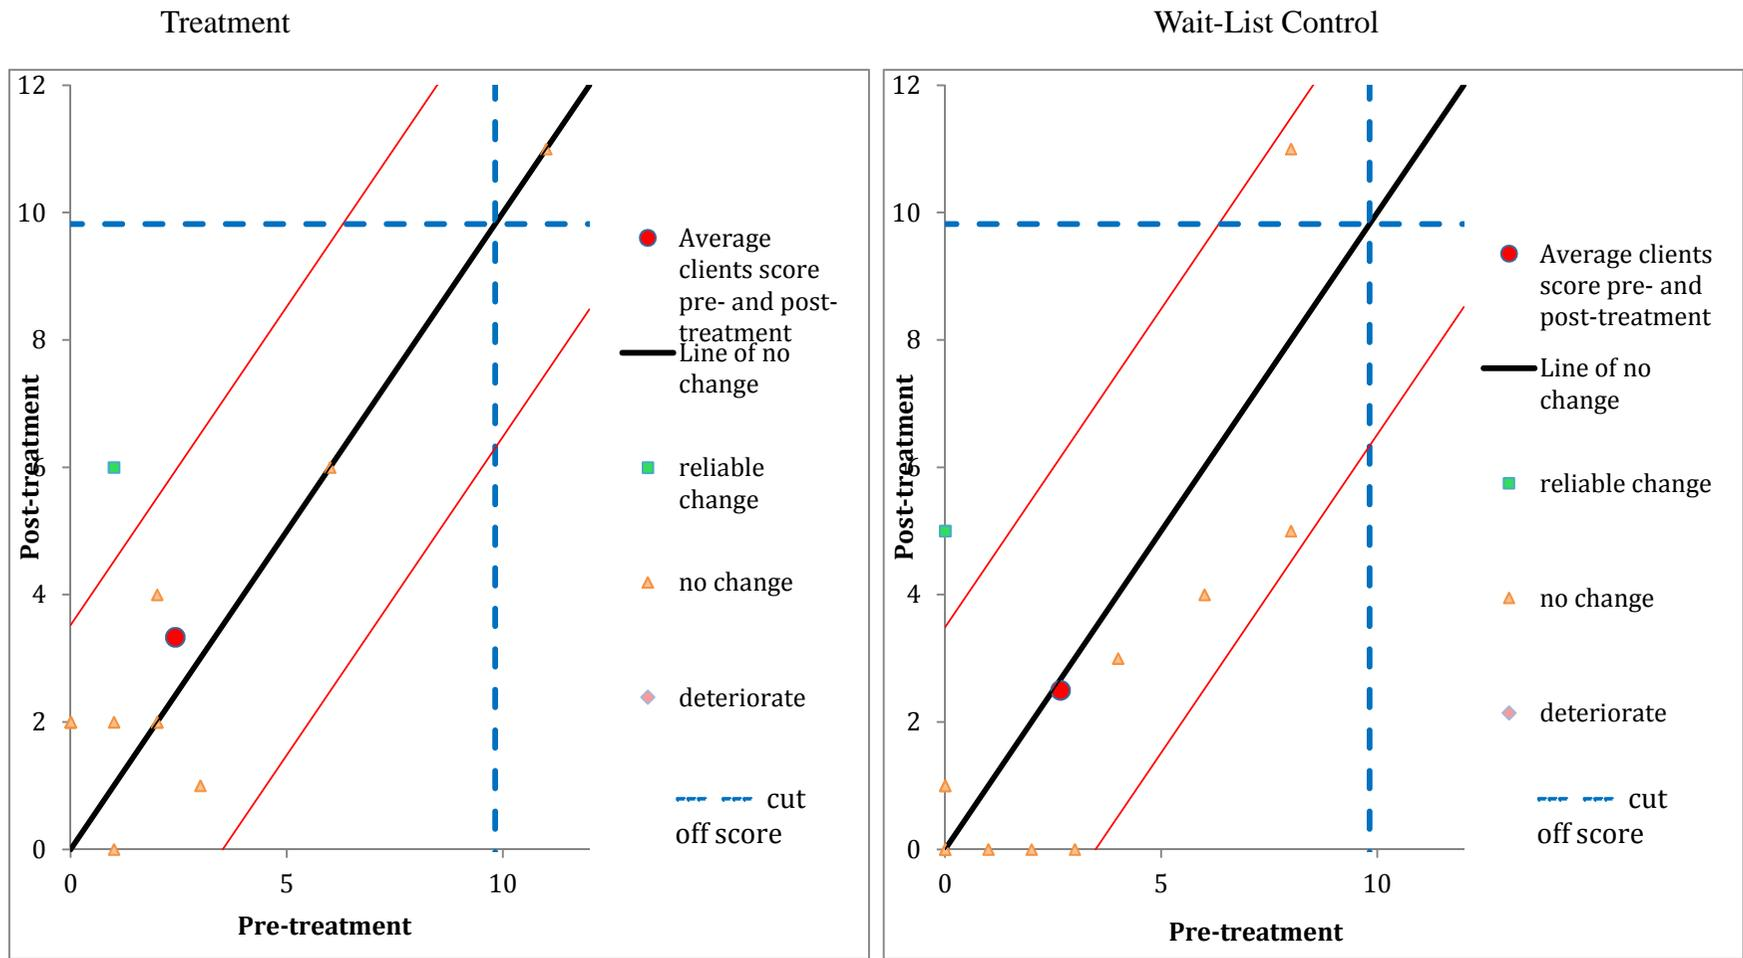 Treatment
Wait-List Control
12
10
8
6
4
2
0
0 5 10
Post-treatment
Pre-treatment
Average
clients score
pre- and post-
treatment
Line of no
change
reliable
change
no change
deteriorate
cut
off score
12
10
8
6
4
2
0
0 5 10
Post-treatment
Pre-treatment
Average clients
score pre- and
post-treatment
Line of no
change
reliable change
no change
deteriorate
cut
off score